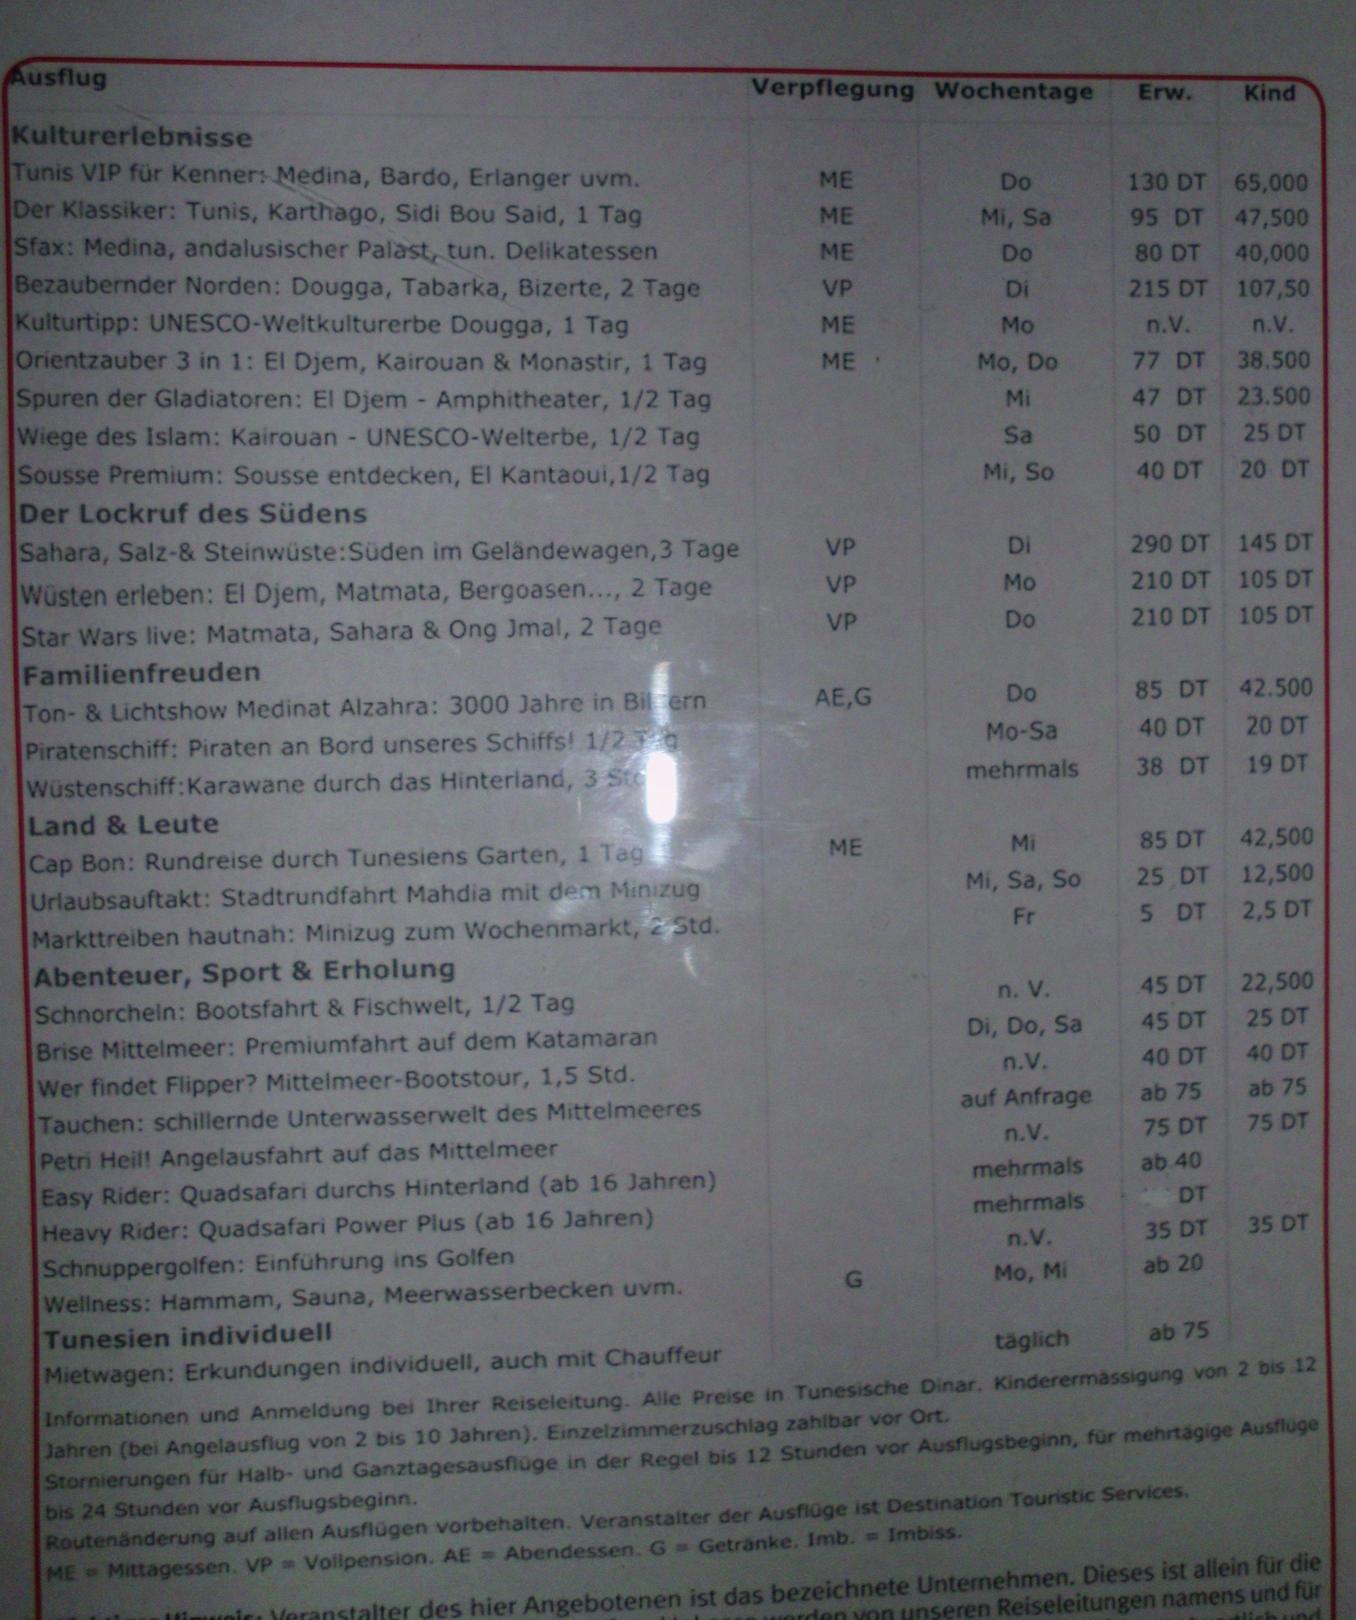 Ausflug Verpflegung Wochentage Erw. Kind
Kulturerlebnisse
Tunis VIP für Kenner: Medina, Bardo, Erlanger uvm. ME Do 130 DT 65,000
Der Klassiker: Tunis, Karthago, Sidi Bou Said, 1 Tag ME Mi, Sa 95 DT 47,500
Sfax: Medina, andalusischer Palast, tun. Delikatessen ME Do 80 DT 40,000
Bezaubernder Norden: Dougga, Tabarka, Bizerte, 2 Tage VP Di 215 DT 107,50
Kulturtipp: UNESCO-Weltkulturerbe Dougga, 1 Tag ME Mo n.V. n.V.
Orientzauber 3 in 1: El Djem, Kairouan & Monastir, 1 Tag ME Mo, Do 77 DT 38.500
Spuren der Gladiatoren: El Djem - Amphitheater, 1/2 Tag Mi 47 DT 23.500
Wiege des Islam: Kairouan - UNESCO-Welterbe, 1/2 Tag Sa 50 DT 25 DT
Sousse Premium: Sousse entdecken, El Kantaoui,1/2 Tag Mi, So 40 DT 20 DT
Der Lockruf des Südens
Sahara, Salz-& Steinwüste:Süden im Geländewagen,3 Tage VP Di 290 DT 145 DT
Wüsten erleben: El Djem, Matmata, Bergoasen..., 2 Tage VP Mo 210 DT 105 DT
Star Wars live: Matmata, Sahara & Ong Jmal, 2 Tage VP Do 210 DT 105 DT
Familienfreuden
Ton- & Lichtshow Medinat Alzahra: 3000 Jahre in Bildern AE,G Do 85 DT 42.500
Piratenschiff: Piraten an Bord unseres Schiffs! 1/2 Tag Mo-Sa 40 DT 20 DT
Wüstenschiff:Karawane durch das Hinterland, 3 mehrmals 38 DT 19 DT
Land & Leute
Cap Bon: Rundreise durch Tunesiens Garten, 1 Tag ME Mi 85 DT 42,500
Urlaubsauftakt: Stadtrundfahrt Mahdia mit dem Minizug Mi, Sa, So 25 DT 12,500
Markttreiben hautnah: Minizug zum Wochenmarkt, 2 Std. Fr 5 DT 2,5 DT
Abenteuer, Sport & Erholung
Schnorcheln: Bootsfahrt & Fischwelt, 1/2 Tag n. V. 45 DT 22,500
Brise Mittelmeer: Premiumfahrt auf dem Katamaran Di, Do, Sa 45 DT 25 DT
Wer findet Flipper? Mittelmeer-Bootstour, 1,5 Std. n.V. 40 DT 40 DT
Tauchen: schillernde Unterwasserwelt des Mittelmeeres auf Anfrage ab 75 ab 75
Petri Heil! Angelausfahrt auf das Mittelmeer n.V. 75 DT 75 DT
Easy Rider: Quadsafari durchs Hinterland (ab 16 Jahren) mehrmals ab 40
Heavy Rider: Quadsafari Power Plus (ab 16 Jahren) mehrmals DT
Schnuppergolfen: Einführung ins Golfen n.V. 35 DT 35 DT
Wellness: Hammam, Sauna, Meerwasserbecken uvm. G Mo, Mi ab 20
Tunesien individuell
Mietwagen: Erkundungen individuell, auch mit Chauffeur täglich ab 75
Informationen und Anmeldung bei Ihrer Reiseleitung. Alle Preise in Tunesische Dinar. Kinderermässigung von 2 bis 12
Jahren (bei Angelausflug von 2 bis 10 Jahren). Einzelzimmerzuschlag zahlbar vor Ort.
Stornierungen für Halb- und Ganztagesausflüge in der Regel bis 12 Stunden vor Ausflugsbeginn, für mehrtägige Ausflüge
bis 24 Stunden vor Ausflugsbeginn.
Routenänderung auf allen Ausflügen vorbehalten. Veranstalter der Ausflüge ist Destination Touristic Services.
ME = Mittagessen. VP = Vollpension. AE = Abendessen. G = Getränke. Imb. = Imbiss.
Veranstalter des hier Angebotenen ist das bezeichnete Unternehmen. Dieses ist allein für die
von unseren Reiseleitungen namens und für